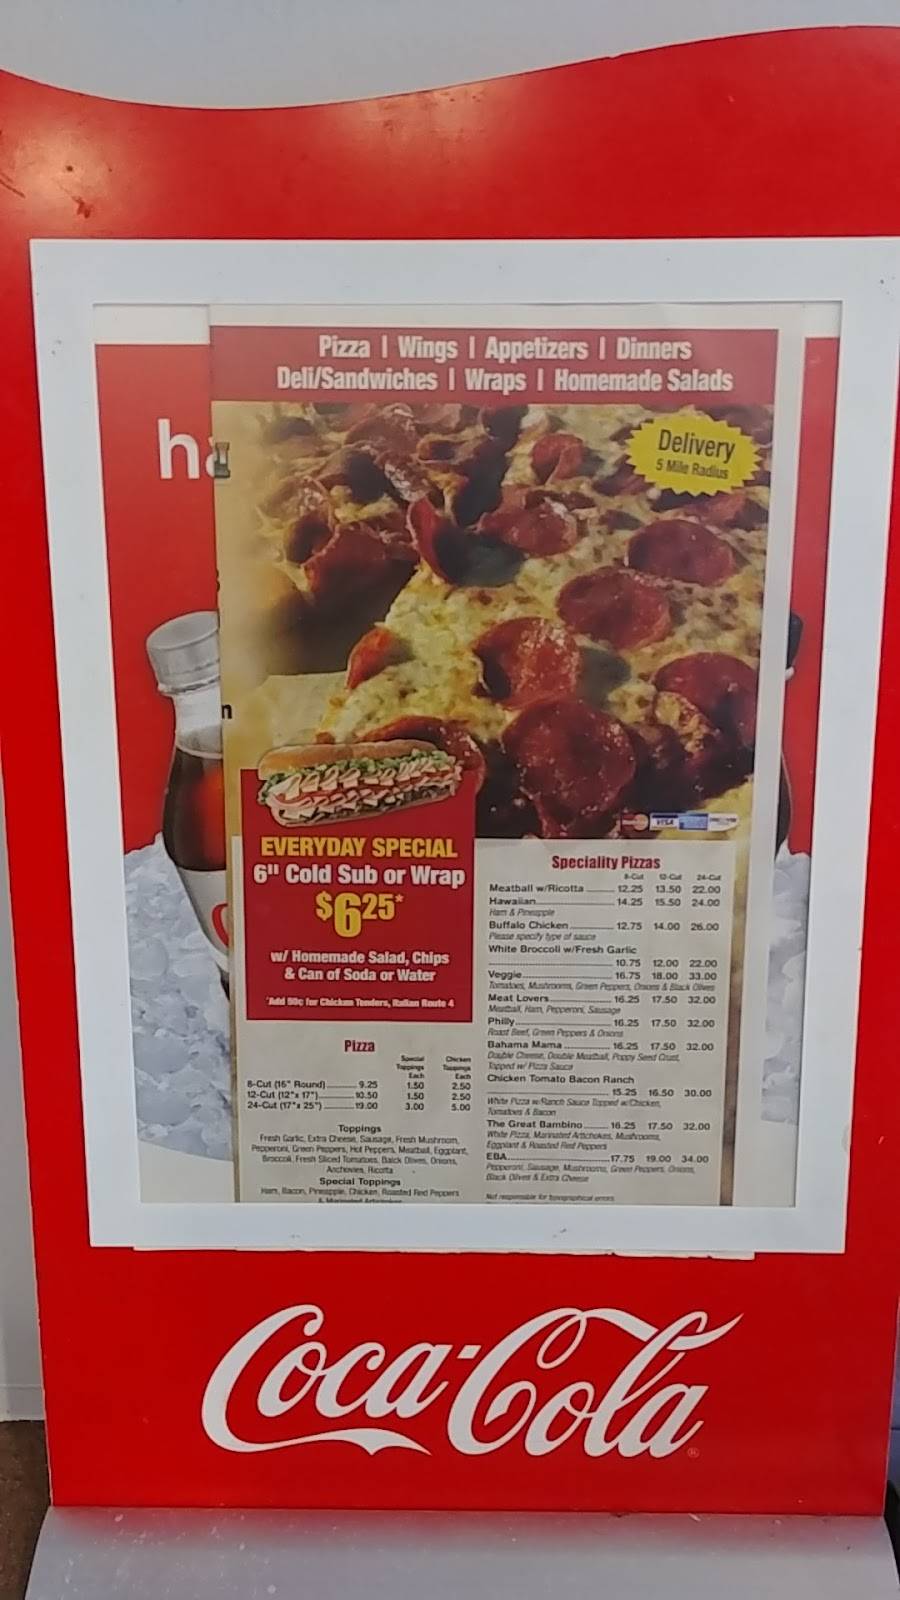 Pizza | Wings | Appetizers | Dinners
Deli/Sandwiches | Wraps | Homemade Salads
Delivery
5 Mile Radius
EVERYDAY SPECIAL
6" Cold Sub or Wrap
$6.25*
w/ Homemade Salad, Chips
& Can of Soda or Water
*Add 50¢ for Chicken Tenders, Italian Route 4
Pizza
Special Toppings Each
Chicken Toppings Each
8-Cut (16" Round) 9.25 1.50 2.50
12-Cut (12"x 17") 10.50 1.50 2.50
24-Cut (17"x 25") 19.00 3.00 5.00
Toppings
Fresh Garlic, Extra Cheese, Sausage, Fresh Mushroom,
Pepperoni, Green Peppers, Hot Peppers, Meatball, Eggplant,
Broccoli, Fresh Sliced Tomatoes, Balck Olives, Onions,
Anchovies, Ricotta
Special Toppings
Ham, Bacon, Pineapple, Chicken, Roasted Red Peppers
& Marinated Artichokes
VISA
Speciality Pizzas
8-Cut 12-Cut 24-Cut
Meatball w/Ricotta 12.25 13.50 22.00
Hawaiian 14.25 15.50 24.00
Ham & Pineapple
Buffalo Chicken 12.75 14.00 26.00
Please specify type of sauce
White Broccoli w/Fresh Garlic
10.75 12.00 22.00
Veggie 16.75 18.00 33.00
Tomatoes, Mushrooms, Green Peppers, Onions & Black Olives
Meat Lovers 16.25 17.50 32.00
Meatball, Ham, Pepperoni, Sausage
Philly 16.25 17.50 32.00
Roast Beef, Green Peppers & Onions
Bahama Mama 16.25 17.50 32.00
Double Cheese, Double Meatball, Poppy Seed Crust,
Topped w/ Pizza Sauce
Chicken Tomato Bacon Ranch
15.25 16.50 30.00
White Pizza w/Ranch Sauce Topped w/Chicken,
Tomatoes & Bacon
The Great Bambino 16.25 17.50 32.00
White Pizza, Marinated Artichokes, Mushrooms,
Eggplant & Roasted Red Peppers
EBA 17.75 19.00 34.00
Pepperoni, Sausage, Mushrooms, Green Peppers, Onions,
Black Olives & Extra Cheese
Not responsible for typographical errors
Coca-Cola